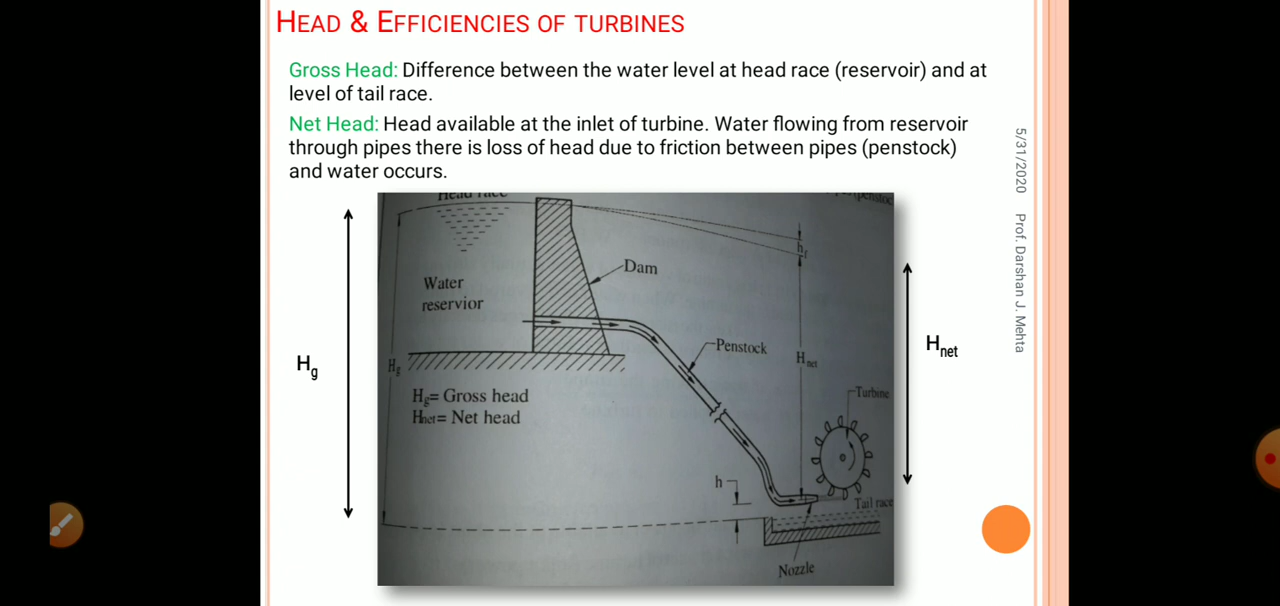 HEAD & EFFICIENCIES OF TURBINES
Gross Head: Difference between the water level at head race (reservoir) and at
level of tail race.
Net Head: Head available at the inlet of turbine. Water flowing from reservoir
through pipes there is loss of head due to friction between pipes (penstock)
and water occurs.
5/31/2020 Prof. Darshan J. Mehta
Head race
hf
Dam
Water
reservior
Penstock
Hg
Hg
Hnet
Hnet
Hg= Gross head
Hnet= Net head
Turbine
h
Tail race
Nozzle